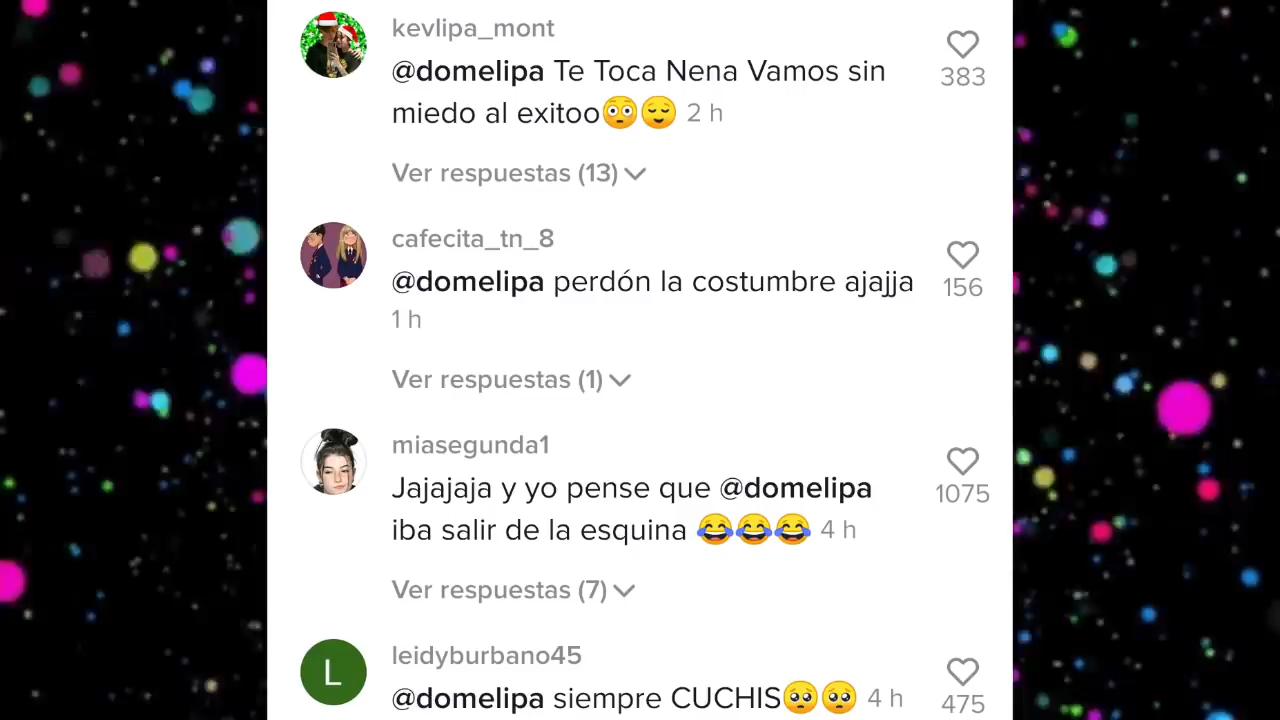 kevlipa_mont
@domelipa Te Toca Nena Vamos sin
miedo al exitoo😳😌 2 h
383
Ver respuestas (13)
cafecita_tn_8
@domelipa perdón la costumbre ajajja
156
1 h
Ver respuestas (1)
miasegunda1
Jajajaja y yo pense que @domelipa
iba salir de la esquina 😂😂😂 4 h
1075
Ver respuestas (7)
L
leidyburbano45
@domelipa siempre CUCHIS🥺🥺 4 h
475